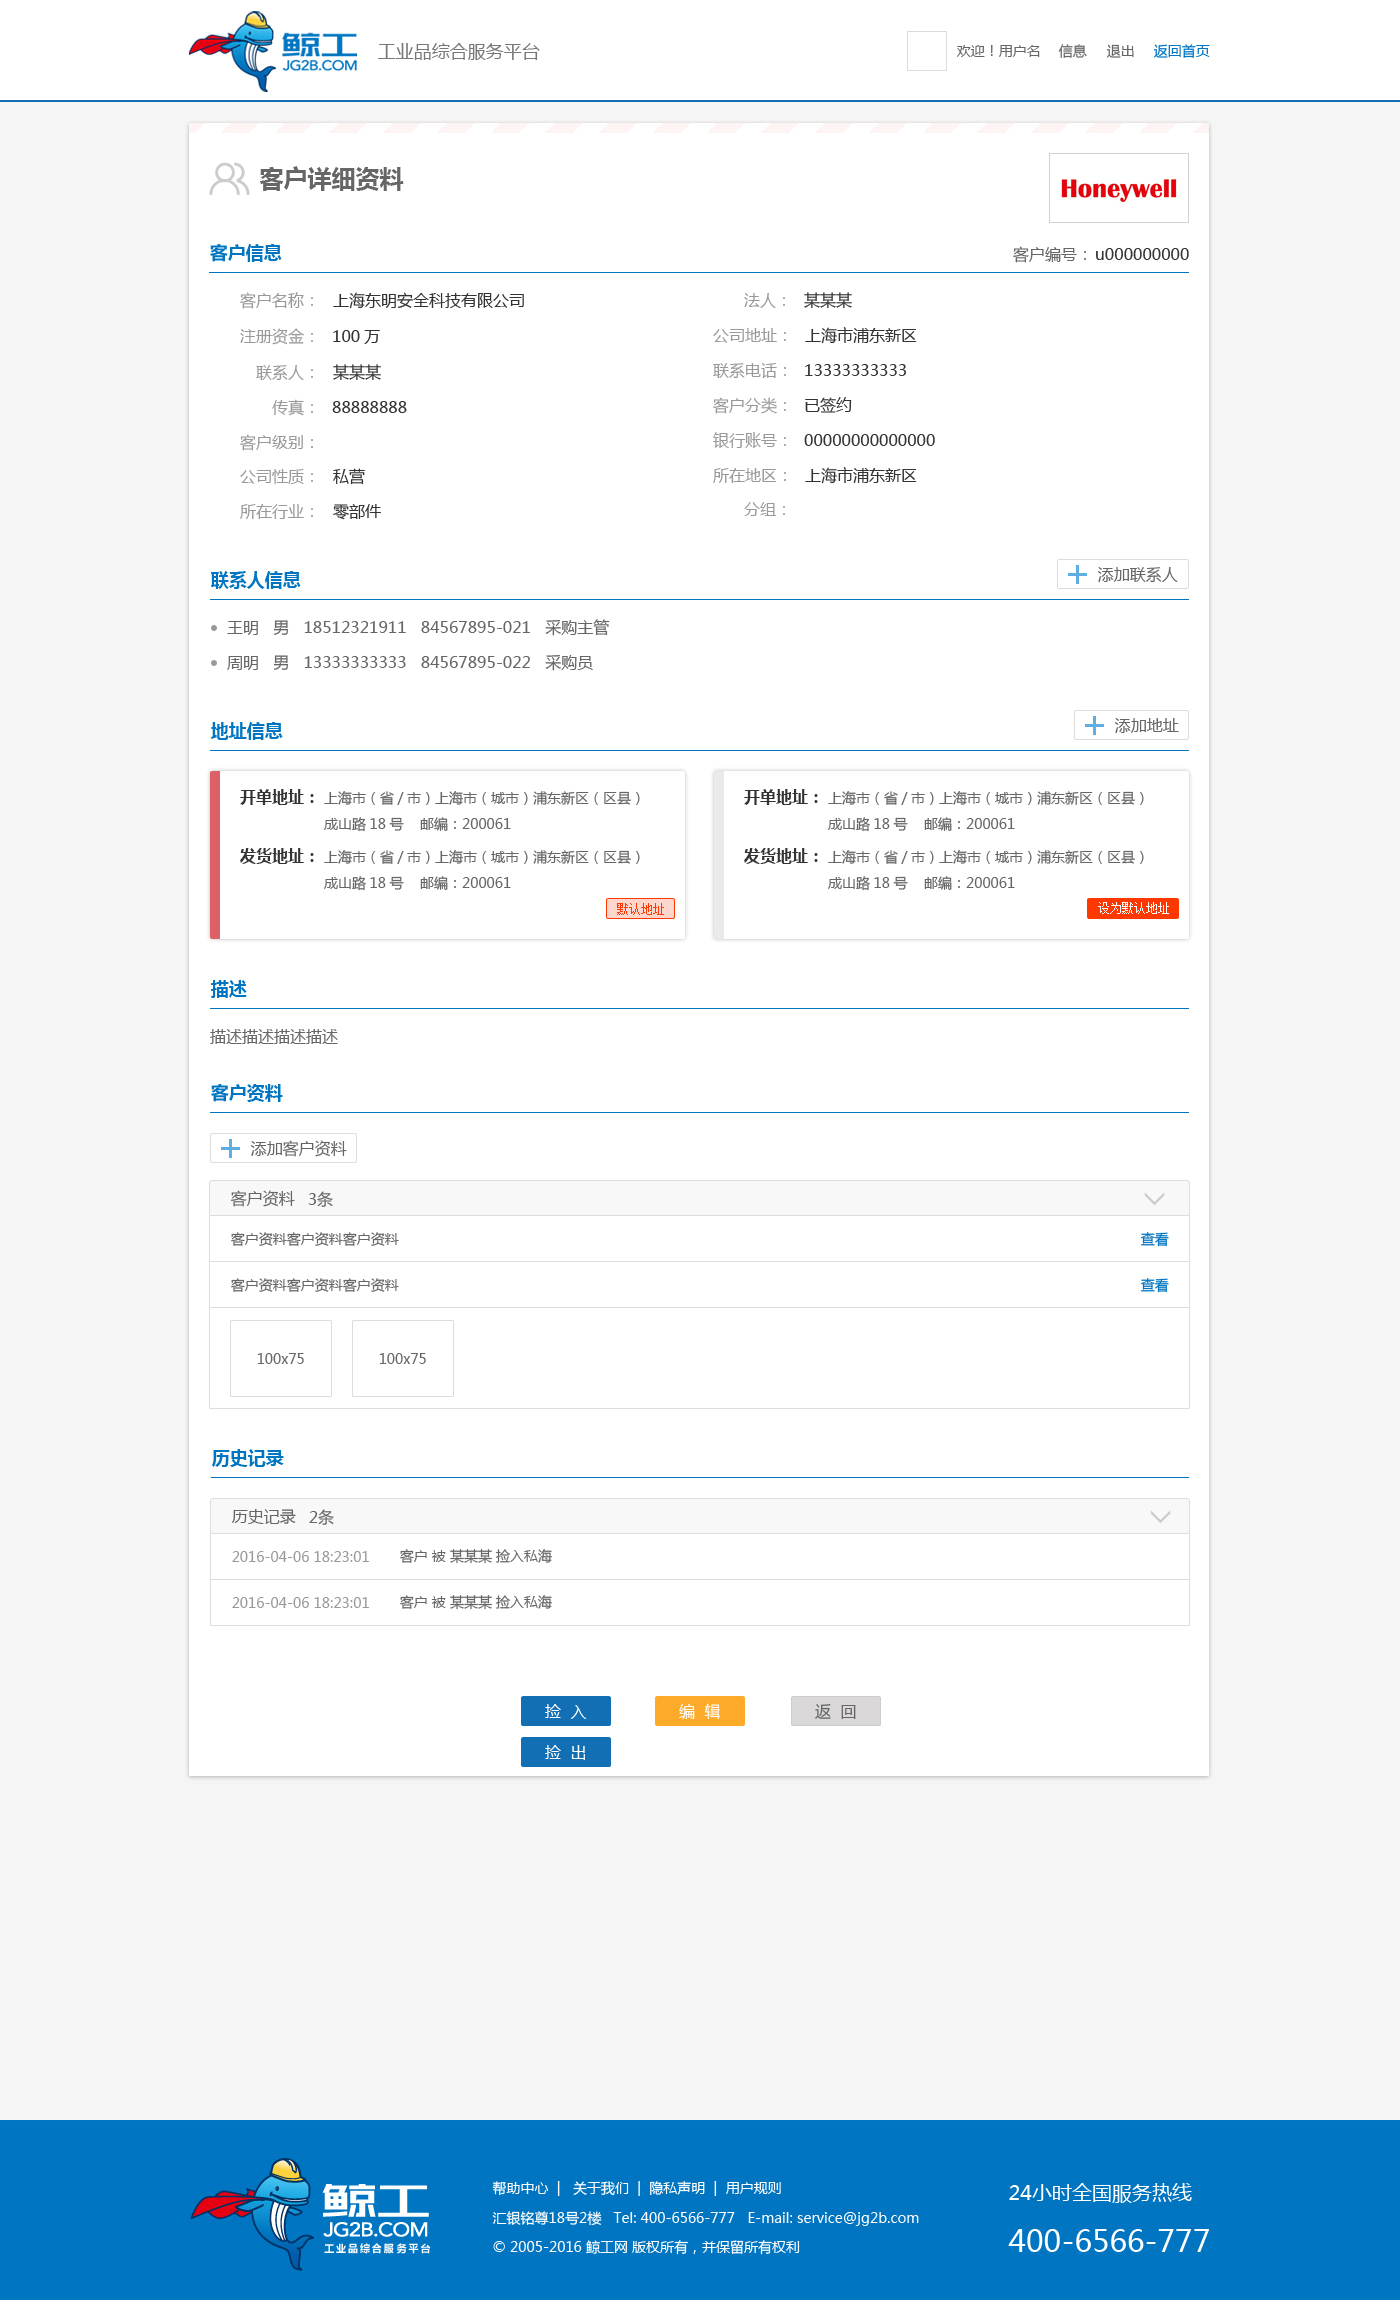 鲸工
JG2B.COM
工业品综合服务平台
欢迎！用户名 信息 退出 返回首页
客户详细资料
Honeywell
客户信息
客户编号：u000000000
客户名称： 上海东明安全科技有限公司
法人： 某某某
注册资金： 100 万
公司地址： 上海市浦东新区
联系人： 某某某
联系电话： 13333333333
传真： 88888888
客户分类： 已签约
客户级别：
银行账号： 00000000000000
公司性质： 私营
所在地区： 上海市浦东新区
所在行业： 零部件
分组：
联系人信息
添加联系人
王明 男 18512321911 84567895-021 采购主管
周明 男 13333333333 84567895-022 采购员
地址信息
添加地址
开单地址： 上海市（省 / 市）上海市（城市）浦东新区（区县）
成山路 18 号 邮编：200061
发货地址： 上海市（省 / 市）上海市（城市）浦东新区（区县）
成山路 18 号 邮编：200061
默认地址
开单地址： 上海市（省 / 市）上海市（城市）浦东新区（区县）
成山路 18 号 邮编：200061
发货地址： 上海市（省 / 市）上海市（城市）浦东新区（区县）
成山路 18 号 邮编：200061
设为默认地址
描述
描述描述描述描述
客户资料
添加客户资料
客户资料 3条
客户资料客户资料客户资料 查看
客户资料客户资料客户资料 查看
100x75 100x75
历史记录
历史记录 2条
2016-04-06 18:23:01 客户 被 某某某 捡入私海
2016-04-06 18:23:01 客户 被 某某某 捡入私海
捡 入 编 辑 返 回
捡 出
鲸工
JG2B.COM
工业品综合服务平台
帮助中心 | 关于我们 | 隐私声明 | 用户规则
汇银铭尊18号2楼 Tel: 400-6566-777 E-mail: service@jg2b.com
© 2005-2016 鲸工网 版权所有，并保留所有权利
24小时全国服务热线
400-6566-777